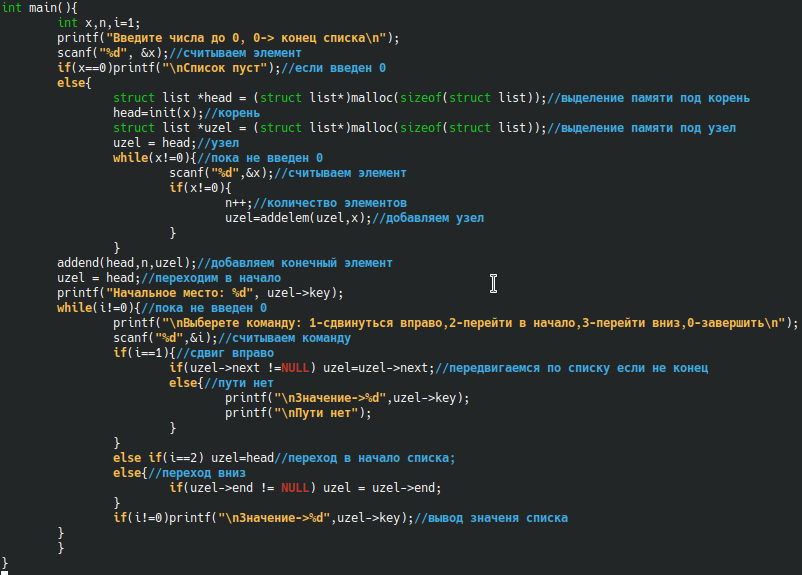 int main(){
        int x,n,i=1;
        printf("Введите числа до 0, 0-> конец списка\n");
        scanf("%d", &x);//считываем элемент
        if(x==0)printf("\nСписок пуст");//если введен 0
        else{
                struct list *head = (struct list*)malloc(sizeof(struct list));//выделение памяти под корень
                head=init(x);//корень
                struct list *uzel = (struct list*)malloc(sizeof(struct list));//выделение памяти под узел
                uzel = head;//узел
                while(x!=0){//пока не введен 0
                        scanf("%d",&x);//считываем элемент
                        if(x!=0){
                                n++;//количество элементов
                                uzel=addelem(uzel,x);//добавляем узел
                        }
                }
        addend(head,n,uzel);//добавляем конечный элемент
        uzel = head;//переходим в начало
        printf("Начальное место: %d", uzel->key);
        while(i!=0){//пока не введен 0
                printf("\nВыберете команду: 1-сдвинуться вправо,2-перейти в начало,3-перейти вниз,0-завершить\n");
                scanf("%d",&i);//считываем команду
                if(i==1){//сдвиг вправо
                        if(uzel->next !=NULL) uzel=uzel->next;//передвигаемся по списку если не конец
                        else{//пути нет
                                printf("\nЗначение->%d",uzel->key);
                                printf("\nПути нет");
                        }
                }
                else if(i==2) uzel=head//переход в начало списка;
                else{//переход вниз
                        if(uzel->end != NULL) uzel = uzel->end;
                }
                if(i!=0)printf("\nЗначение->%d",uzel->key);//вывод значеня списка
        }
        }
}